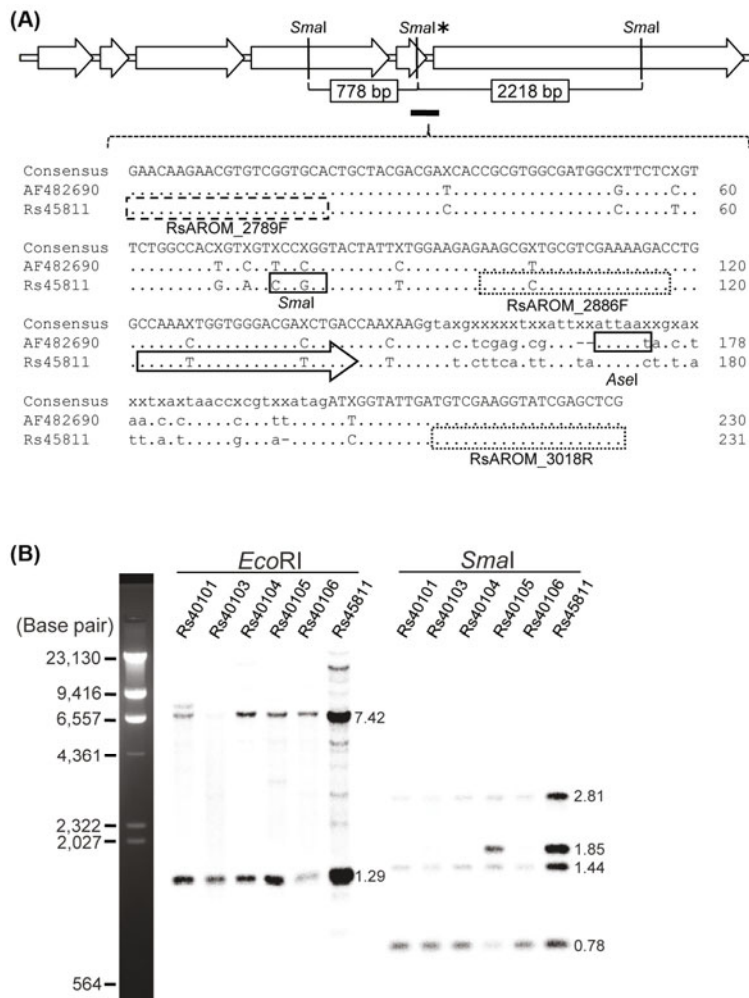 (A)
SmaI SmaI* SmaI
778 bp 2218 bp
Consensus GAACAAGAACGTGTCGGTGCACTGCTACGACGAXCACCGCGTGGCGATGGCXTTCTCXGT
AF482690 .................................T.................G.....C.. 60
Rs45811 .................................C.................C.....T.. 60
RsAROM_2789F
Consensus TCTGGCCACXGTXGTXCCXGGTACTATTXTGGAAGAGAAGCGXTGCGTCGAAAAGACCTG
AF482690 .........T..C..T..C.........C.............T................. 120
Rs45811 .........G..A..C..G.........T.............C................. 120
SmaI RsAROM_2886F
Consensus GCCAAAXTGGTGGGACGAXCTGACCAAXAAGgtaxgxxxxxtxxattxxattaaxxgxax
AF482690 ......C...........C........C......c.tcgag.cg...--.....ta.c.t 178
Rs45811 ......T...........T........T......c.cttca.tt...ta.....ct.t.a 180
AseI
Consensus xxtxaxtaaccxcgtxxatagATXGGTATTGATGTCGAAGGTATCGAGCTCG
AF482690 aa.c.c.....c...tt......T............................ 230
Rs45811 tt.a.t.....g...a-......C............................ 231
RsAROM_3018R
(B)
EcoRI SmaI
Rs40101 Rs40103 Rs40104 Rs40105 Rs40106 Rs45811 Rs40101 Rs40103 Rs40104 Rs40105 Rs40106 Rs45811
(Base pair)
23,130
9,416
6,557 7.42
4,361
2.81
2,322
2,027 1.85
1.44
1.29
0.78
564